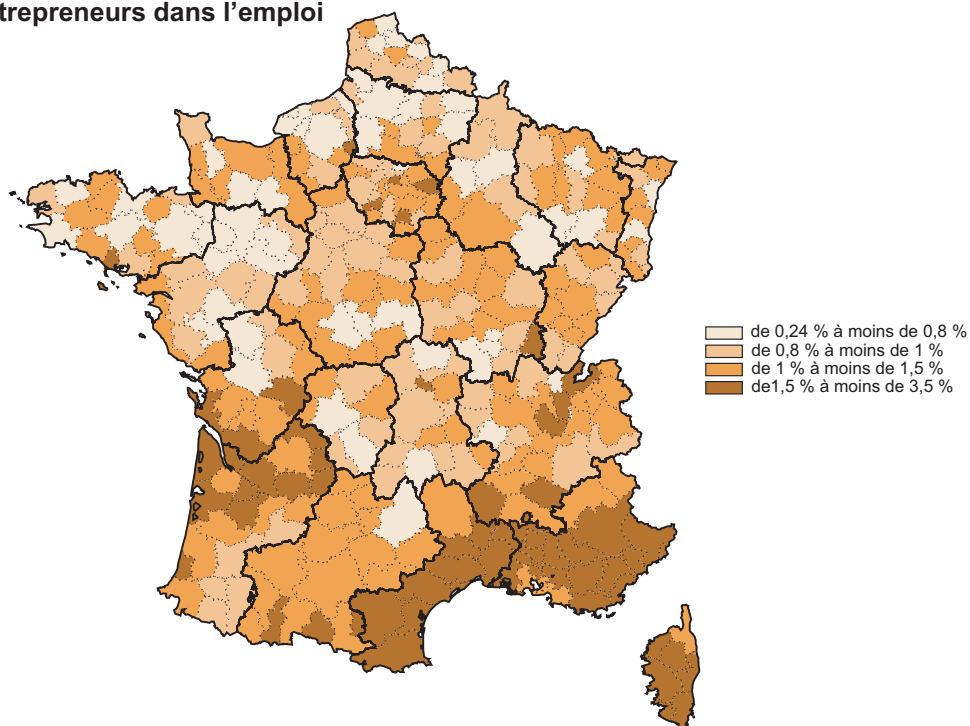 trepreneurs dans l’emploi
de 0,24 % à moins de 0,8 %
de 0,8 % à moins de 1 %
de 1 % à moins de 1,5 %
de1,5 % à moins de 3,5 %